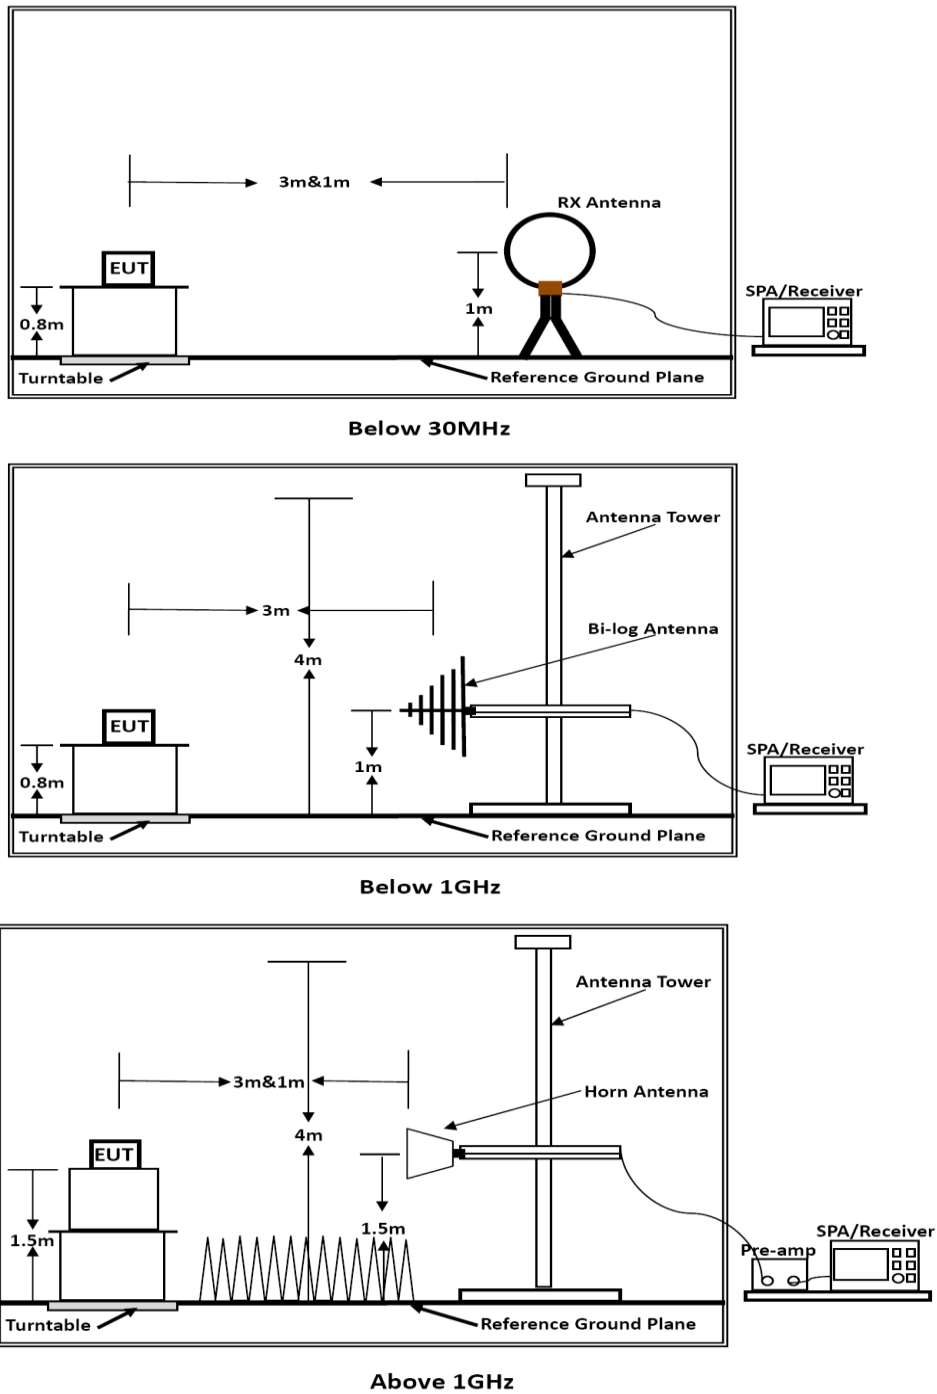 3m&1m
RX Antenna
EUT
SPA/Receiver
0.8m
1m
Turntable
Reference Ground Plane
Below 30MHz
Antenna Tower
3m
Bi-log Antenna
4m
EUT
1m
SPA/Receiver
0.8m
Turntable
Reference Ground Plane
Below 1GHz
Antenna Tower
3m&1m
Horn Antenna
4m
EUT
1.5m
1.5m
SPA/Receiver
Pre-amp
Turntable
Reference Ground Plane
Above 1GHz